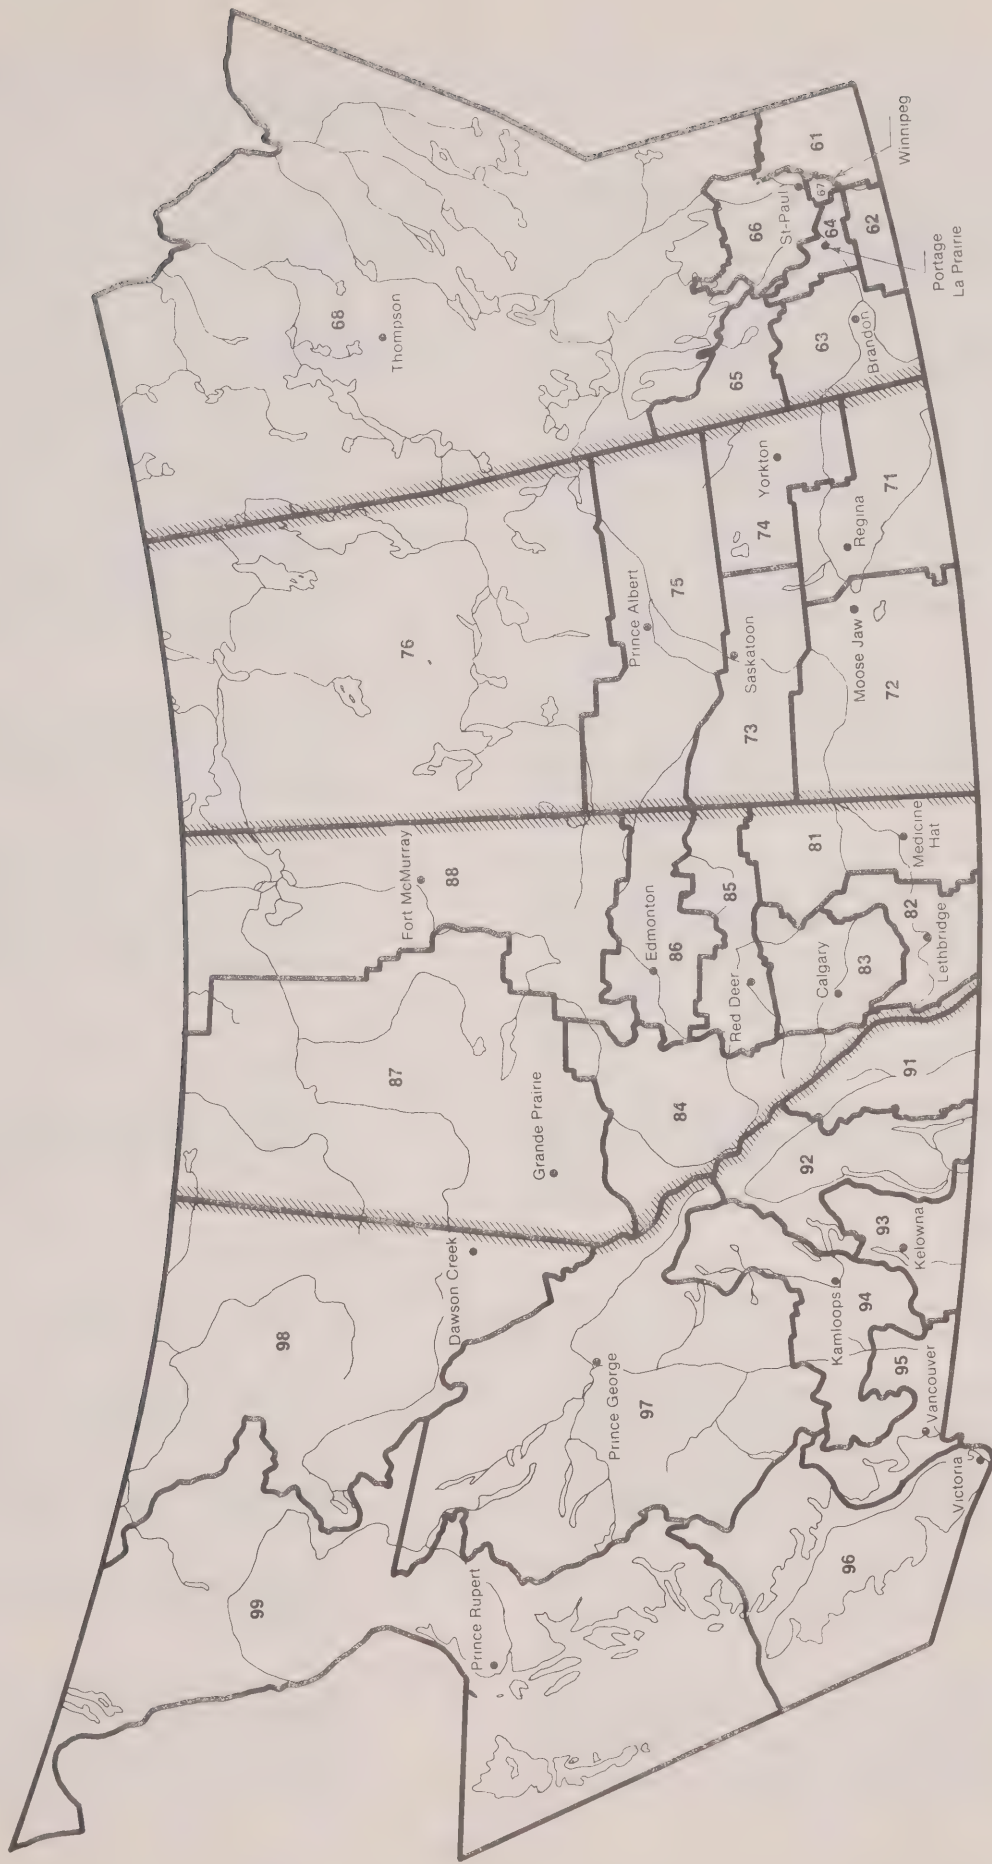 99
98
Prince Rupert
Dawson Creek
Prince George
97
96
Kamloops
94
93
Kelowna
95
Vancouver
Victoria
92
91
87
Grande Prairie
84
Fort McMurray
88
Edmonton
86
85
Red Deer
Calgary
83
81
82
Lethbridge
Medicine
Hat
76
Prince Albert
75
Saskatoon
73
74
Yorkton
Moose Jaw
72
Regina
71
68
Thompson
65
66
63
Brandon
St-Paul
67
64
62
61
Portage
La Prairie
Winnipeg